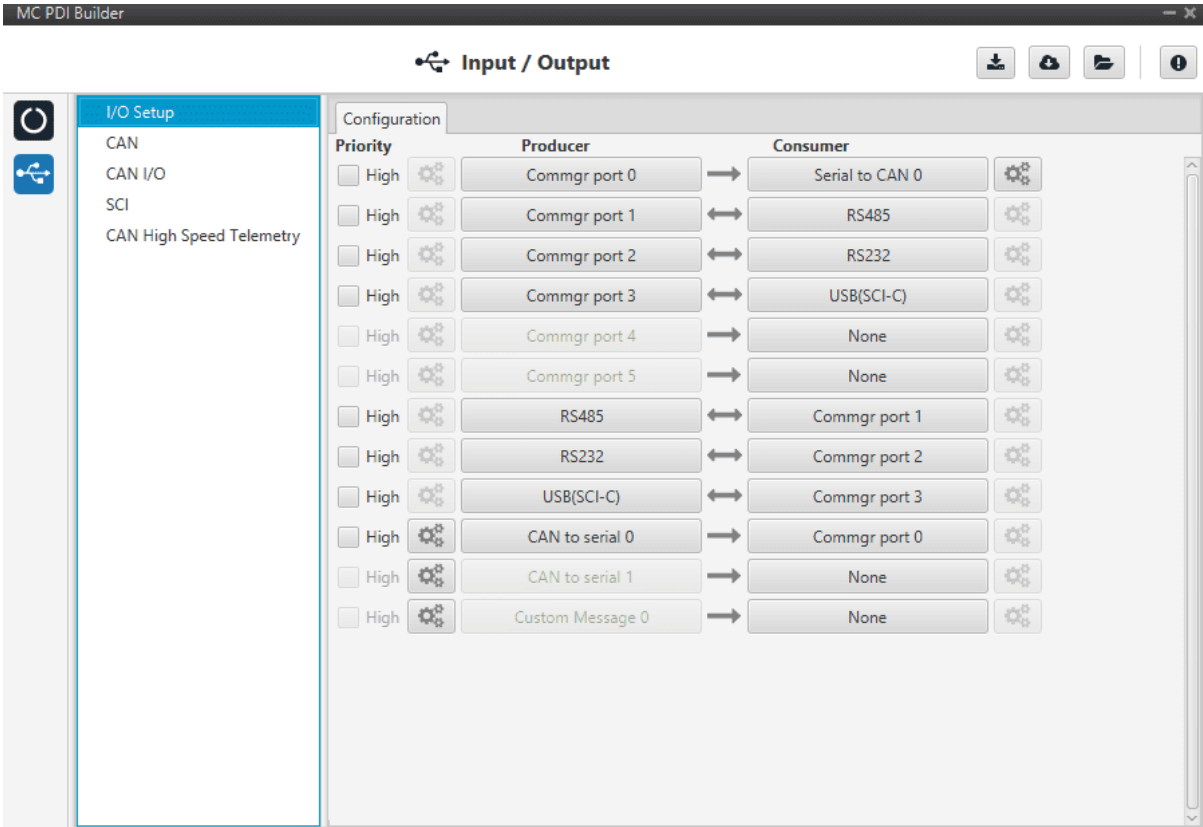 MC PDI Builder
Input / Output
I/O Setup
CAN
CAN I/O
SCI
CAN High Speed Telemetry
Configuration
Priority Producer Consumer
High Commgr port 0 Serial to CAN 0
High Commgr port 1 RS485
High Commgr port 2 RS232
High Commgr port 3 USB(SCI-C)
High Commgr port 4 None
High Commgr port 5 None
High RS485 Commgr port 1
High RS232 Commgr port 2
High USB(SCI-C) Commgr port 3
High CAN to serial 0 Commgr port 0
High CAN to serial 1 None
High Custom Message 0 None